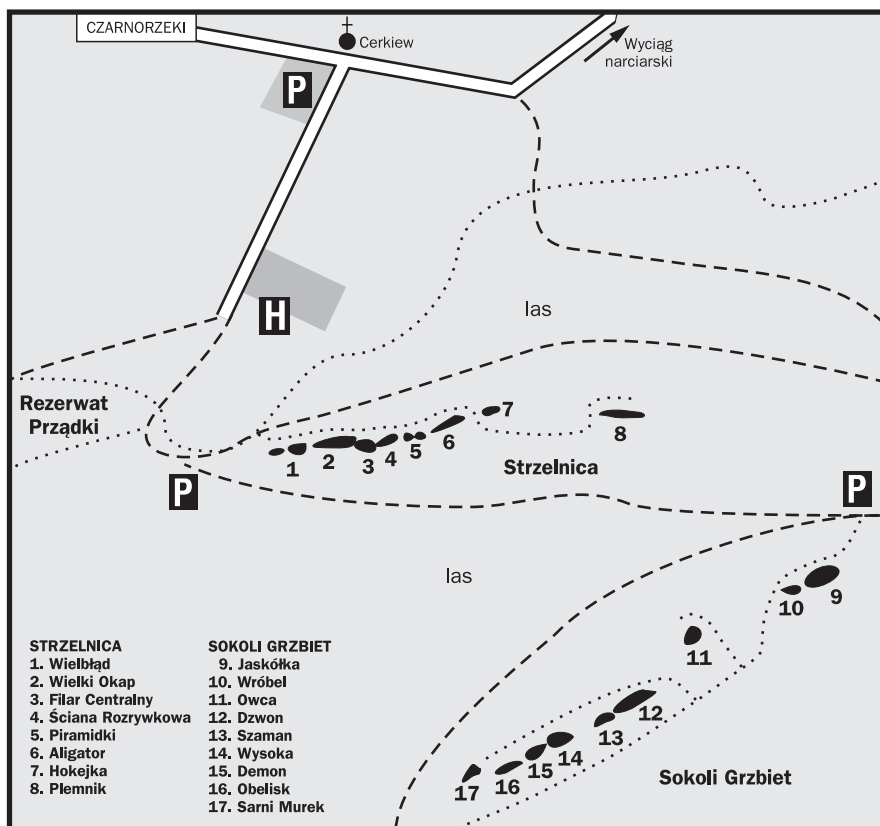 CZARNORZEKI
Cerkiew
Wyciąg
narciarski
P
H
las
Rezerwat
Prządki
7
8
1
2
3
4
5
6
Strzelnica
P
P
las
10
9
11
12
13
14
15
16
17
Sokoli Grzbiet
STRZELNICA
1. Wielbłąd
2. Wielki Okap
3. Filar Centralny
4. Ściana Rozrywkowa
5. Piramidki
6. Aligator
7. Hokejka
8. Plemnik
SOKOLI GRZBIET
9. Jaskółka
10. Wróbel
11. Owca
12. Dzwon
13. Szaman
14. Wysoka
15. Demon
16. Obelisk
17. Sarni Murek